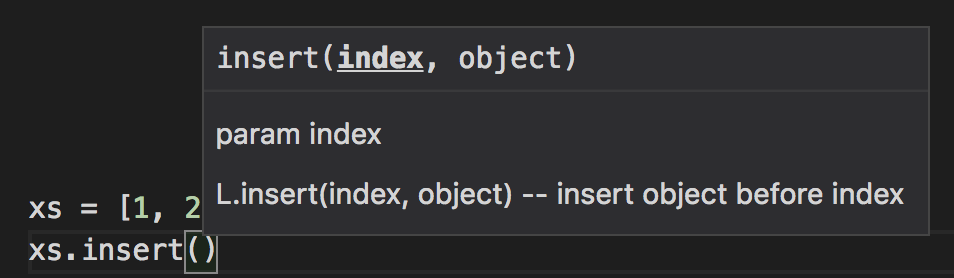 insert(index, object)
param index
L.insert(index, object) -- insert object before index
xs = [1, 2
xs.insert()